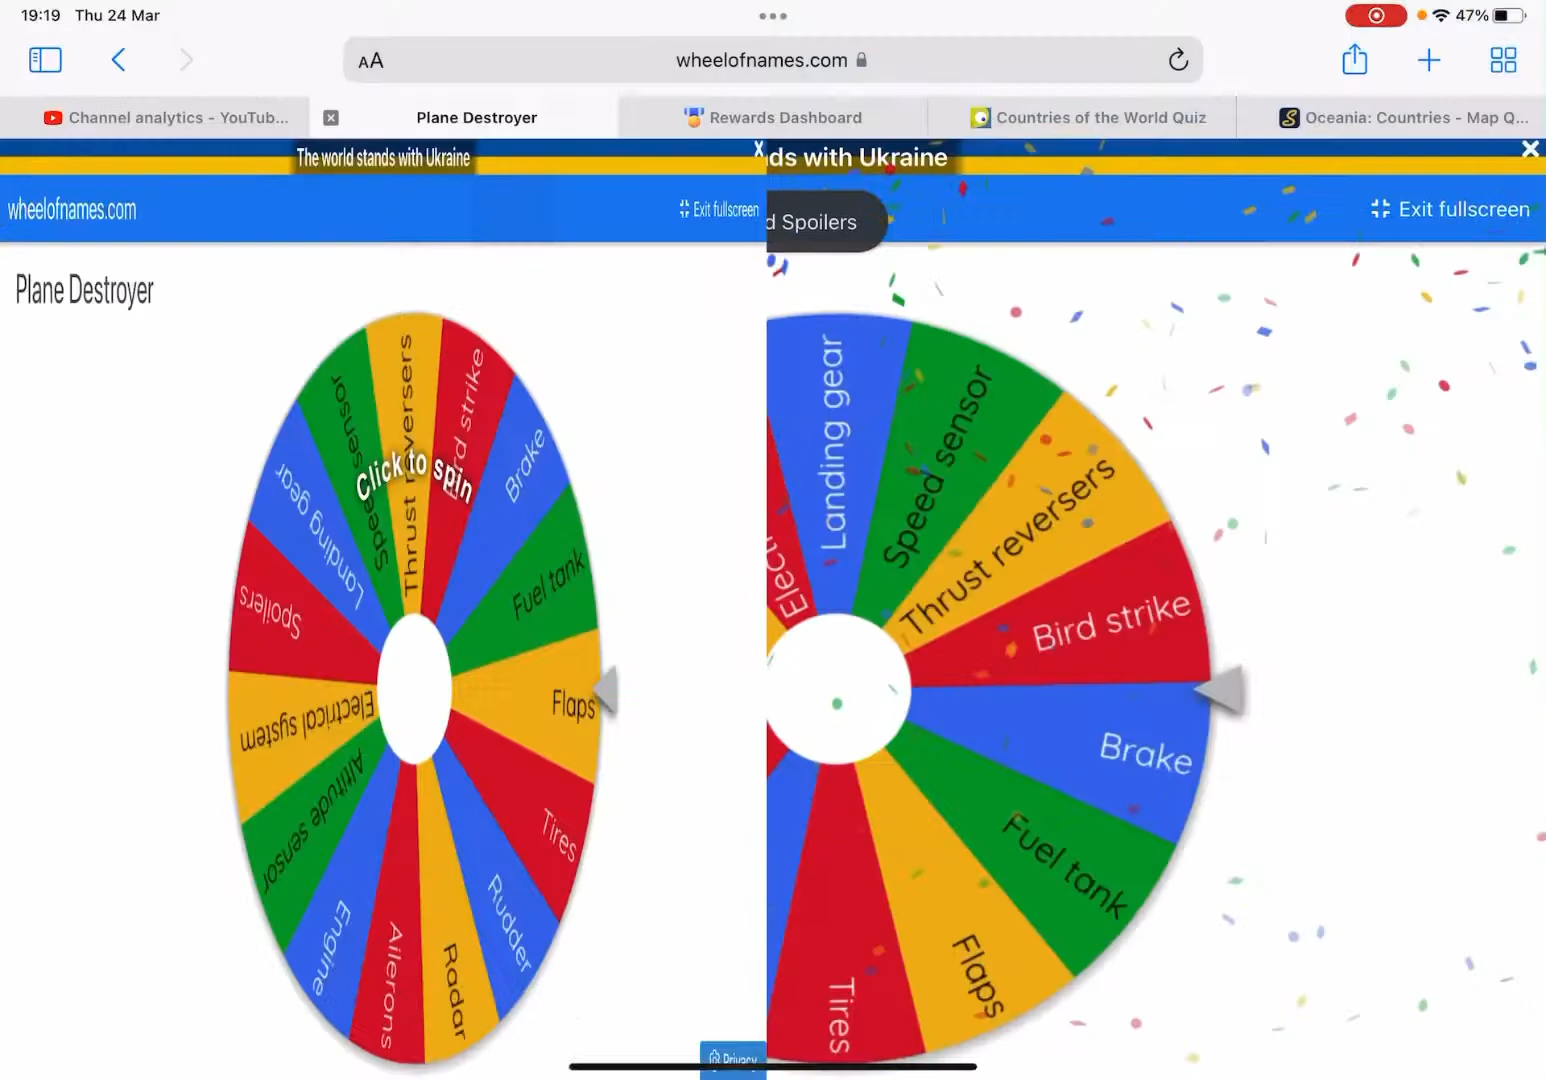 19:19 Thu 24 Mar
47%
AA
wheelofnames.com
Channel analytics - YouTub...
Plane Destroyer
Rewards Dashboard
Countries of the World Quiz
Oceania: Countries - Map Q...
The world stands with Ukraine
X
ds with Ukraine
wheelofnames.com
Exit fullscreen
d Spoilers
Exit fullscreen
Plane Destroyer
Click to spin
Thrust reversers
rd strike
Brake
Fuel tank
Flaps
Tires
Rudder
Radar
Ailerons
Engine
Altitude sensor
Electrical system
Spoilers
Landing gear
Speed sensor
Elect
Landing gear
Speed sensor
Thrust reversers
Bird strike
Brake
Fuel tank
Flaps
Tires
Privacy